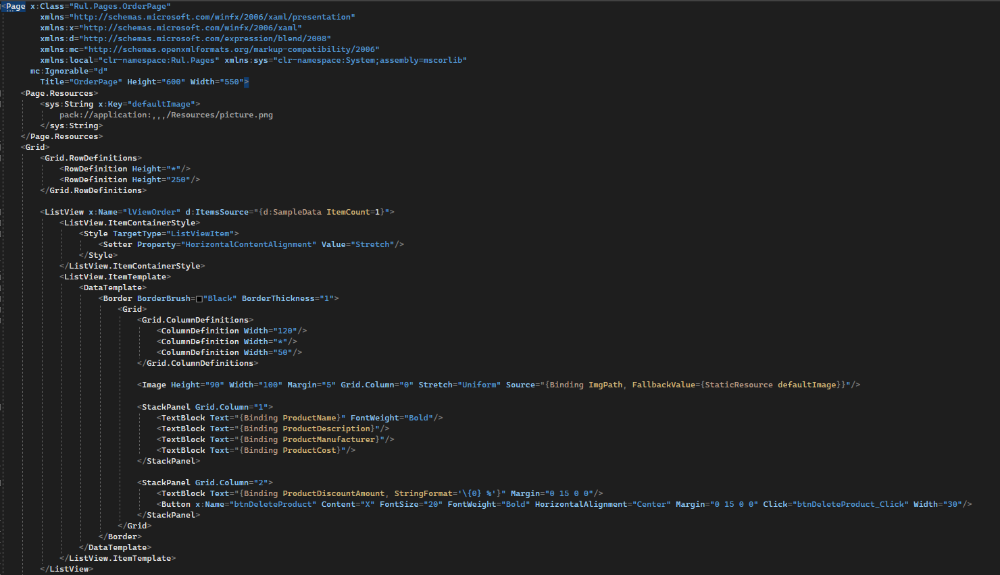 <Page x:Class="Rul.Pages.OrderPage"
        xmlns="http://schemas.microsoft.com/winfx/2006/xaml/presentation"
        xmlns:x="http://schemas.microsoft.com/winfx/2006/xaml"
        xmlns:d="http://schemas.microsoft.com/expression/blend/2008"
        xmlns:mc="http://schemas.openxmlformats.org/markup-compatibility/2006"
        xmlns:local="clr-namespace:Rul.Pages" xmlns:sys="clr-namespace:System;assembly=mscorlib"
      mc:Ignorable="d"
        Title="OrderPage" Height="600" Width="550">
    <Page.Resources>
        <sys:String x:Key="defaultImage">
            pack://application:,,,/Resources/picture.png
        </sys:String>
    </Page.Resources>
    <Grid>
        <Grid.RowDefinitions>
            <RowDefinition Height="*"/>
            <RowDefinition Height="250"/>
        </Grid.RowDefinitions>

        <ListView x:Name="lViewOrder" d:ItemsSource="{d:SampleData ItemCount=1}">
            <ListView.ItemContainerStyle>
                <Style TargetType="ListViewItem">
                    <Setter Property="HorizontalContentAlignment" Value="Stretch"/>
                </Style>
            </ListView.ItemContainerStyle>
            <ListView.ItemTemplate>
                <DataTemplate>
                    <Border BorderBrush="Black" BorderThickness="1">
                        <Grid>
                            <Grid.ColumnDefinitions>
                                <ColumnDefinition Width="120"/>
                                <ColumnDefinition Width="*"/>
                                <ColumnDefinition Width="50"/>
                            </Grid.ColumnDefinitions>

                            <Image Height="90" Width="100" Margin="5" Grid.Column="0" Stretch="Uniform" Source="{Binding ImgPath, FallbackValue={StaticResource defaultImage}}"/>

                            <StackPanel Grid.Column="1">
                                <TextBlock Text="{Binding ProductName}" FontWeight="Bold"/>
                                <TextBlock Text="{Binding ProductDescription}"/>
                                <TextBlock Text="{Binding ProductManufacturer}"/>
                                <TextBlock Text="{Binding ProductCost}"/>
                            </StackPanel>

                            <StackPanel Grid.Column="2">
                                <TextBlock Text="{Binding ProductDiscountAmount, StringFormat='\{0} %'}" Margin="0 15 0 0"/>
                                <Button x:Name="btnDeleteProduct" Content="X" FontSize="20" FontWeight="Bold" HorizontalAlignment="Center" Margin="0 15 0 0" Click="btnDeleteProduct_Click" Width="30"/>
                            </StackPanel>
                        </Grid>
                    </Border>
                </DataTemplate>
            </ListView.ItemTemplate>
        </ListView>